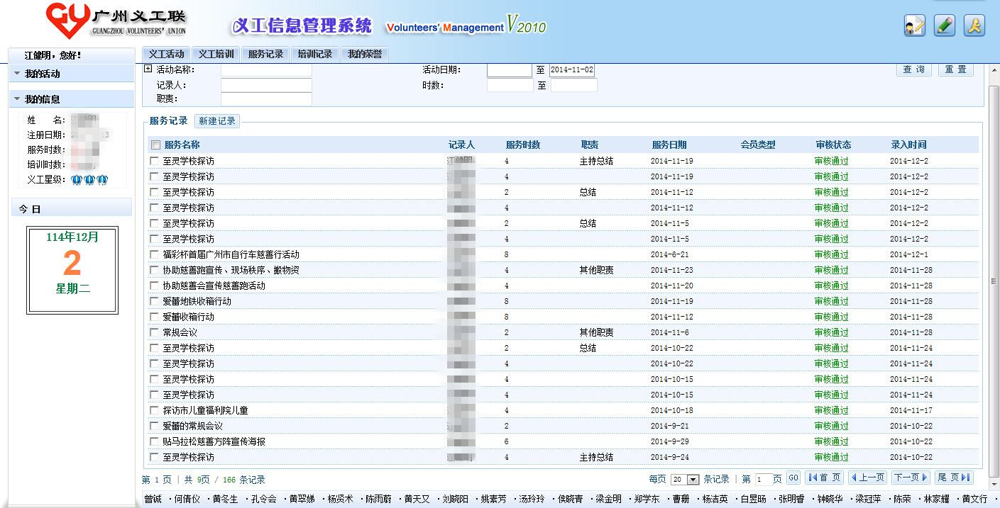 广州义工联
GUANGZHOU VOLUNTEERS' UNION
义工信息管理系统 Volunteers' Management V2010
江健明，您好！
我的活动
我的信息
姓 名：
注册日期：
服务时数：
培训时数：
义工星级：
今 日
114年12月
2
星期二
义工活动 义工培训 服务记录 培训记录 我的荣誉
活动名称： 活动日期： 至 2014-11-02 查 询 重 置
记录人： 时数： 至
职责：
服务记录 新建记录
服务名称 记录人 服务时数 职责 服务日期 会员类型 审核状态 录入时间
至灵学校探访 4 主持总结 2014-11-19 审核通过 2014-12-2
至灵学校探访 4 2014-11-19 审核通过 2014-12-2
至灵学校探访 2 总结 2014-11-12 审核通过 2014-12-2
至灵学校探访 4 2014-11-12 审核通过 2014-12-2
至灵学校探访 2 总结 2014-11-5 审核通过 2014-12-2
至灵学校探访 4 2014-11-5 审核通过 2014-12-2
福彩杯首届广州市自行车慈善行活动 8 2014-6-21 审核通过 2014-12-1
协助慈善跑宣传、现场秩序、搬物资 4 其他职责 2014-11-23 审核通过 2014-11-28
协助慈善会宣传慈善跑活动 4 2014-11-20 审核通过 2014-11-28
爱蕾地铁收箱行动 8 2014-11-19 审核通过 2014-11-28
爱蕾收箱行动 8 2014-11-12 审核通过 2014-11-28
常规会议 2 其他职责 2014-11-6 审核通过 2014-11-28
至灵学校探访 2 总结 2014-10-22 审核通过 2014-11-24
至灵学校探访 4 2014-10-22 审核通过 2014-11-24
至灵学校探访 4 2014-10-15 审核通过 2014-11-24
至灵学校探访 4 2014-10-15 审核通过 2014-11-24
探访市儿童福利院儿童 4 2014-10-18 审核通过 2014-11-17
爱蕾的常规会议 2 2014-9-21 审核通过 2014-10-22
贴马拉松慈善方阵宣传海报 6 2014-9-29 审核通过 2014-10-22
至灵学校探访 4 主持总结 2014-9-24 审核通过 2014-10-22
第 1 页 | 共 9页 / 166 条记录 每页 20 条记录 | 第 1 页 GO 首 页 上一页 下一页 尾 页
曾铖 ·何倩仪 ·黄冬生 ·孔令会 ·黄翠娣 ·杨贤术 ·陈雨蔚 ·黄天又 ·刘晓阳 ·姚素芳 ·汤玲玲 ·侯晓青 ·梁金明 ·郑学东 ·曹珊 ·杨洁英 ·白昱旸 ·张明睿 ·钟晓华 ·梁冠萍 ·陈荣 ·林家耀 ·黄文行 ·